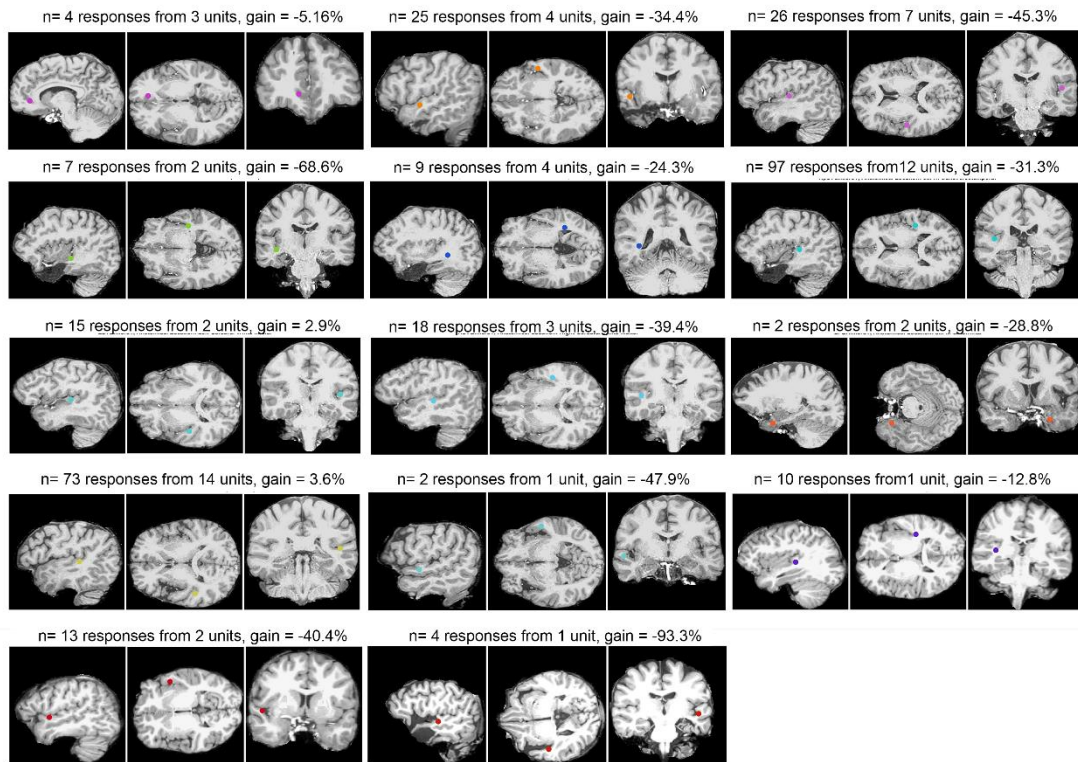 n= 4 responses from 3 units, gain = -5.16%
n= 25 responses from 4 units, gain = -34.4%
n= 26 responses from 7 units, gain = -45.3%
n= 7 responses from 2 units, gain = -68.6%
n= 9 responses from 4 units, gain = -24.3%
n= 97 responses from12 units, gain = -31.3%
n= 15 responses from 2 units, gain = 2.9%
n= 18 responses from 3 units, gain = -39.4%
n= 2 responses from 2 units, gain = -28.8%
n= 73 responses from 14 units, gain = 3.6%
n= 2 responses from 1 unit, gain = -47.9%
n= 10 responses from1 unit, gain = -12.8%
n= 13 responses from 2 units, gain = -40.4%
n= 4 responses from 1 unit, gain = -93.3%